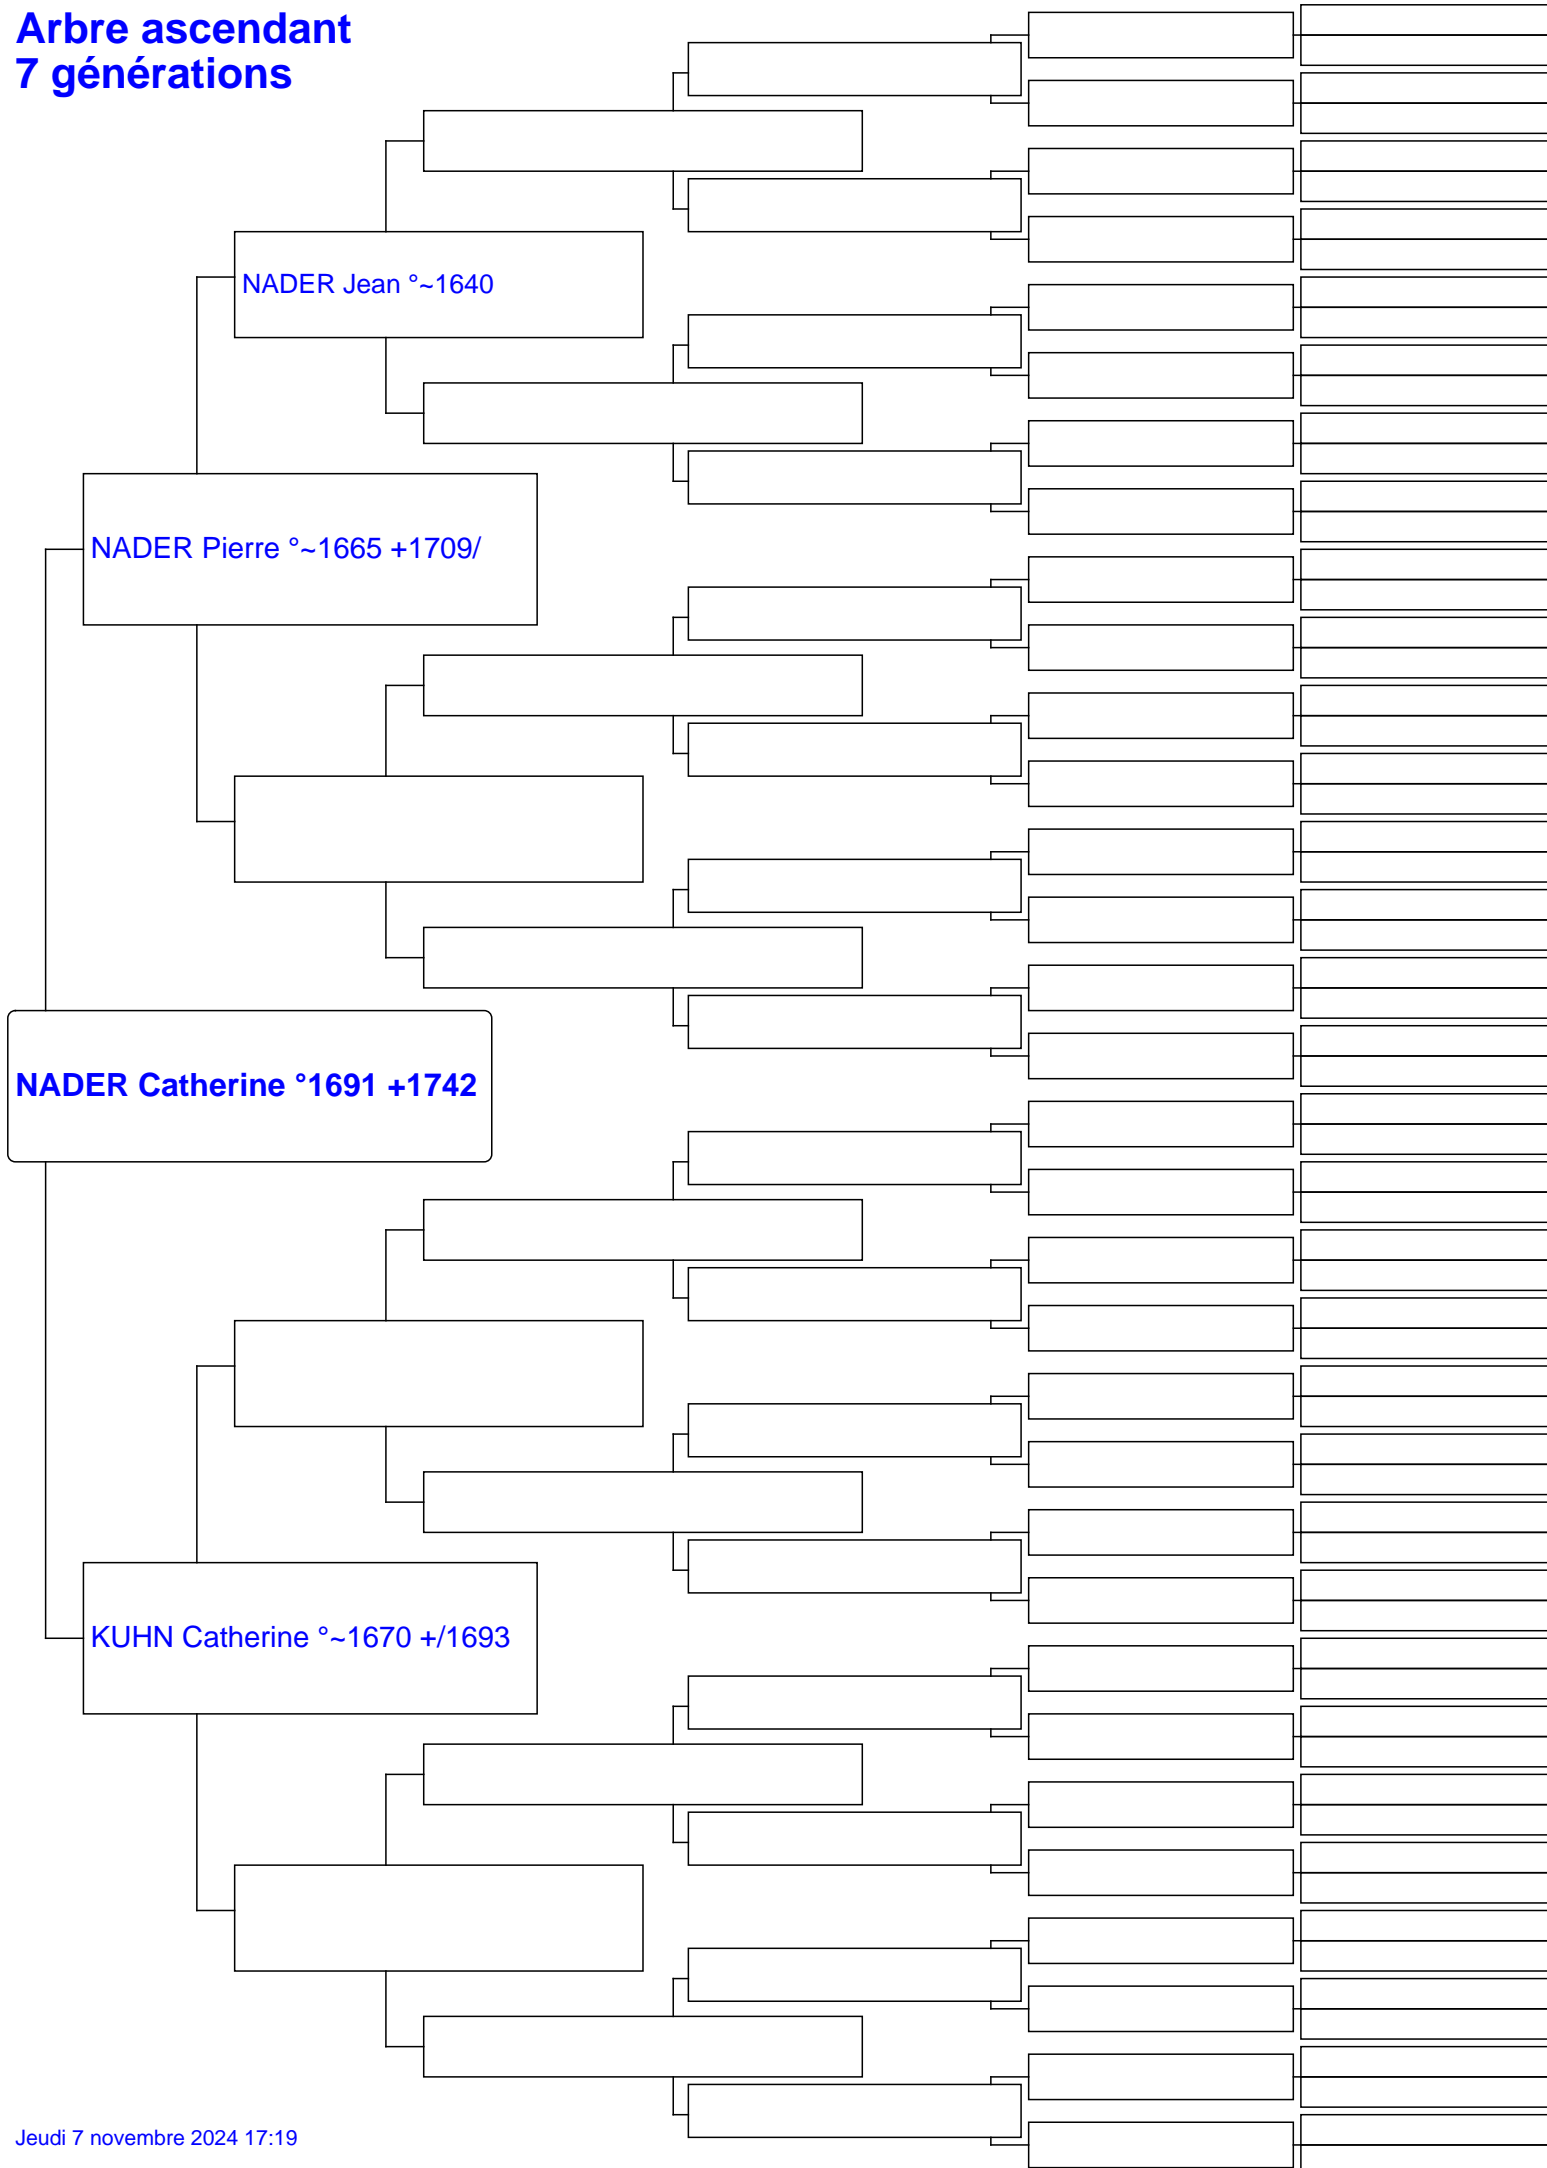 Arbre ascendant
7 générations
NADER Jean °~1640
NADER Pierre °~1665 +1709/
NADER Catherine °1691 +1742
KUHN Catherine °~1670 +/1693
Jeudi 7 novembre 2024 17:19